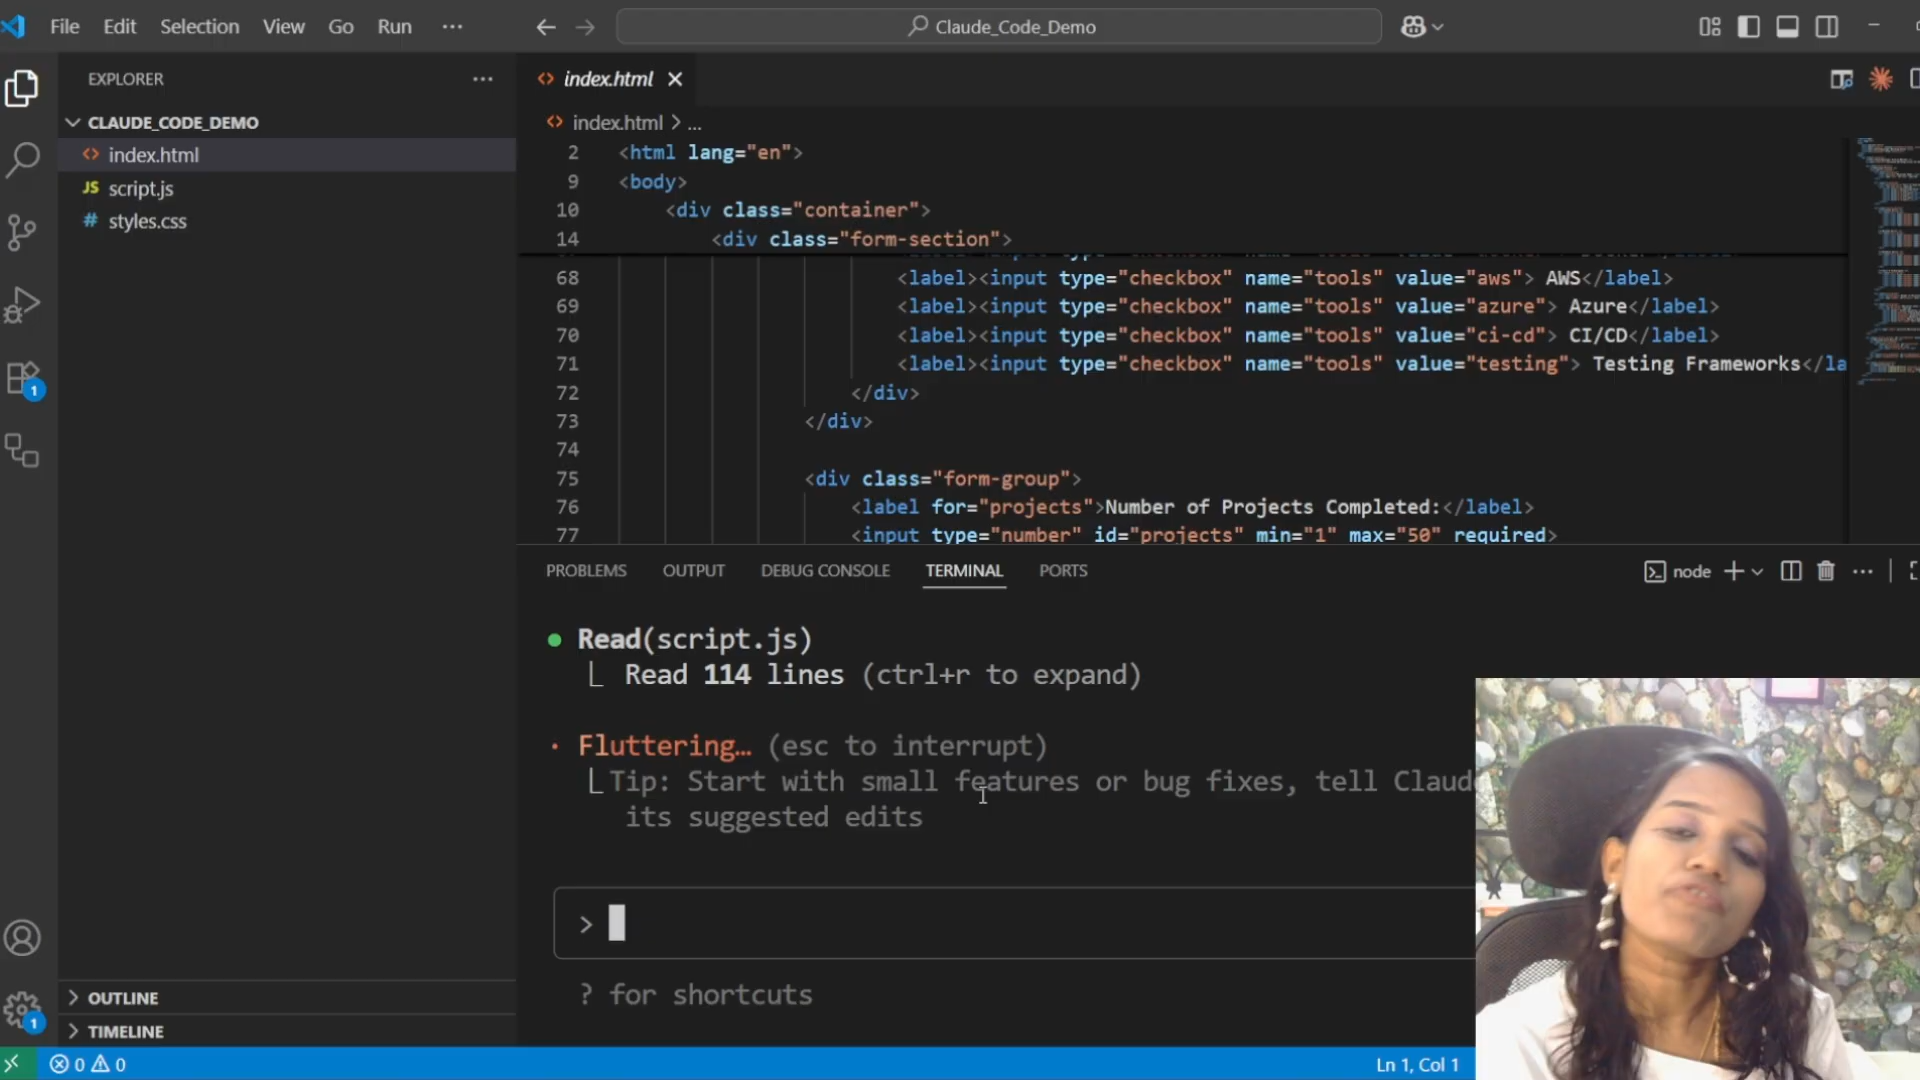 File Edit Selection View Go Run ...
Claude_Code_Demo
EXPLORER ...
CLAUDE_CODE_DEMO
<> index.html
JS script.js
# styles.css
1
OUTLINE
TIMELINE
1
<> index.html
<> index.html > ...
2 <html lang="en">
9 <body>
10 <div class="container">
14 <div class="form-section">
68 <label><input type="checkbox" name="tools" value="aws"> AWS</label>
69 <label><input type="checkbox" name="tools" value="azure"> Azure</label>
70 <label><input type="checkbox" name="tools" value="ci-cd"> CI/CD</label>
71 <label><input type="checkbox" name="tools" value="testing"> Testing Frameworks</la
72 </div>
73 </div>
74
75 <div class="form-group">
76 <label for="projects">Number of Projects Completed:</label>
77 <input type="number" id="projects" min="1" max="50" required>
PROBLEMS OUTPUT DEBUG CONSOLE TERMINAL PORTS
node
● Read(script.js)
⎿ Read 114 lines (ctrl+r to expand)
· Fluttering… (esc to interrupt)
⎿ Tip: Start with small features or bug fixes, tell Claude
its suggested edits
>
? for shortcuts
0 0
Ln 1, Col 1